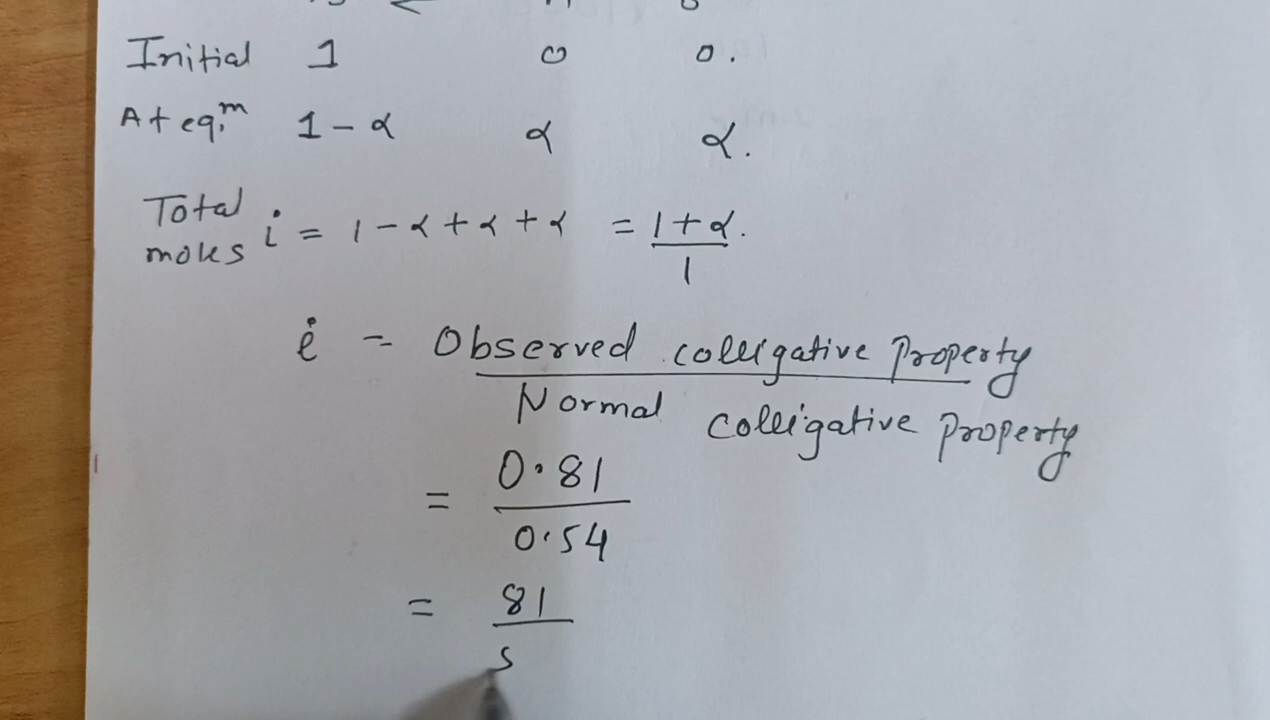 Initial 1 0 0.
At eq.m 1-α α α.
Total moles i = 1-α+α+α = 1+α. / 1
i = Observed colligative Property
Normal colligative property
= 0.81
0.54
= 81
5